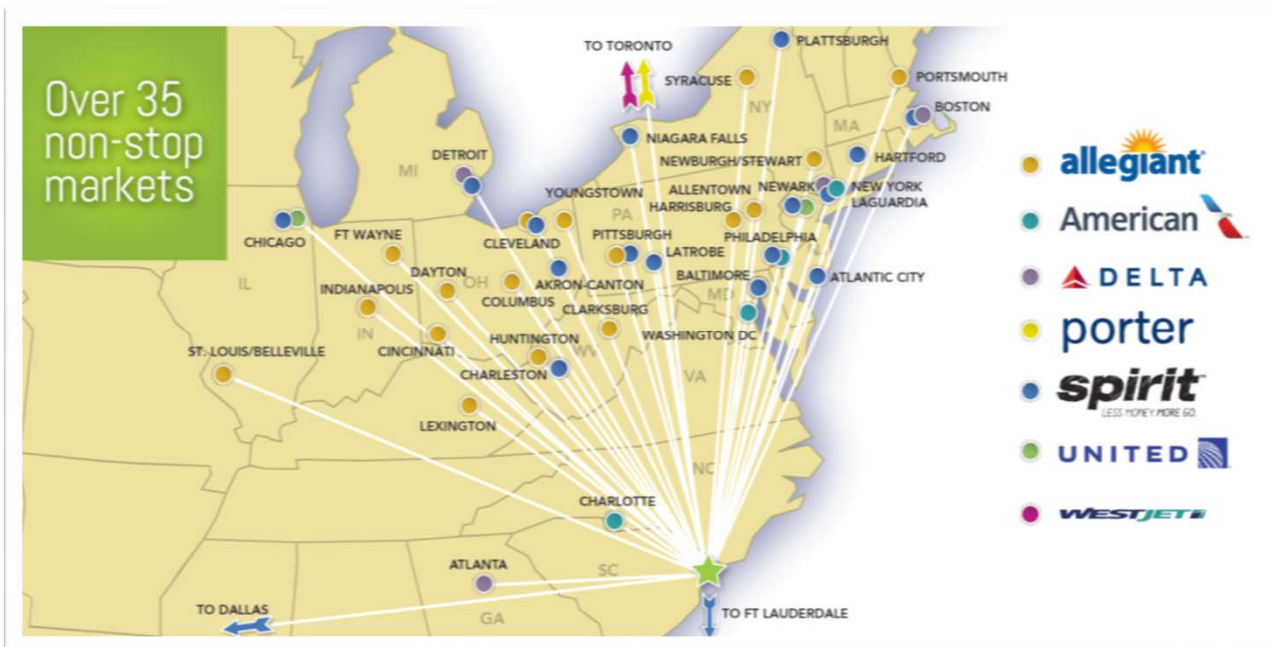 Over 35
non-stop
markets
TO TORONTO
PLATTSBURGH
SYRACUSE
PORTSMOUTH
NY
BOSTON
MA
NIAGARA FALLS
DETROIT
NEWBURGH/STEWART
HARTFORD
MI
YOUNGSTOWN
ALLENTOWN
NEWARK
NEW YORK
LAGUARDIA
HARRISBURG
PA
CHICAGO
FT WAYNE
CLEVELAND
PITTSBURGH
PHILADELPHIA
LATROBE
DAYTON
OH
AKRON-CANTON
BALTIMORE
ATLANTIC CITY
IL
INDIANAPOLIS
COLUMBUS
MD
CLARKSBURG
IN
CINCINNATI
HUNTINGTON
WASHINGTON DC
WV
ST. LOUIS/BELLEVILLE
CHARLESTON
VA
LEXINGTON
NC
CHARLOTTE
ATLANTA
SC
TO DALLAS
GA
TO FT LAUDERDALE
allegiant
American
DELTA
porter
spirit
LESS MONEY. MORE GO.
UNITED
WESTJET